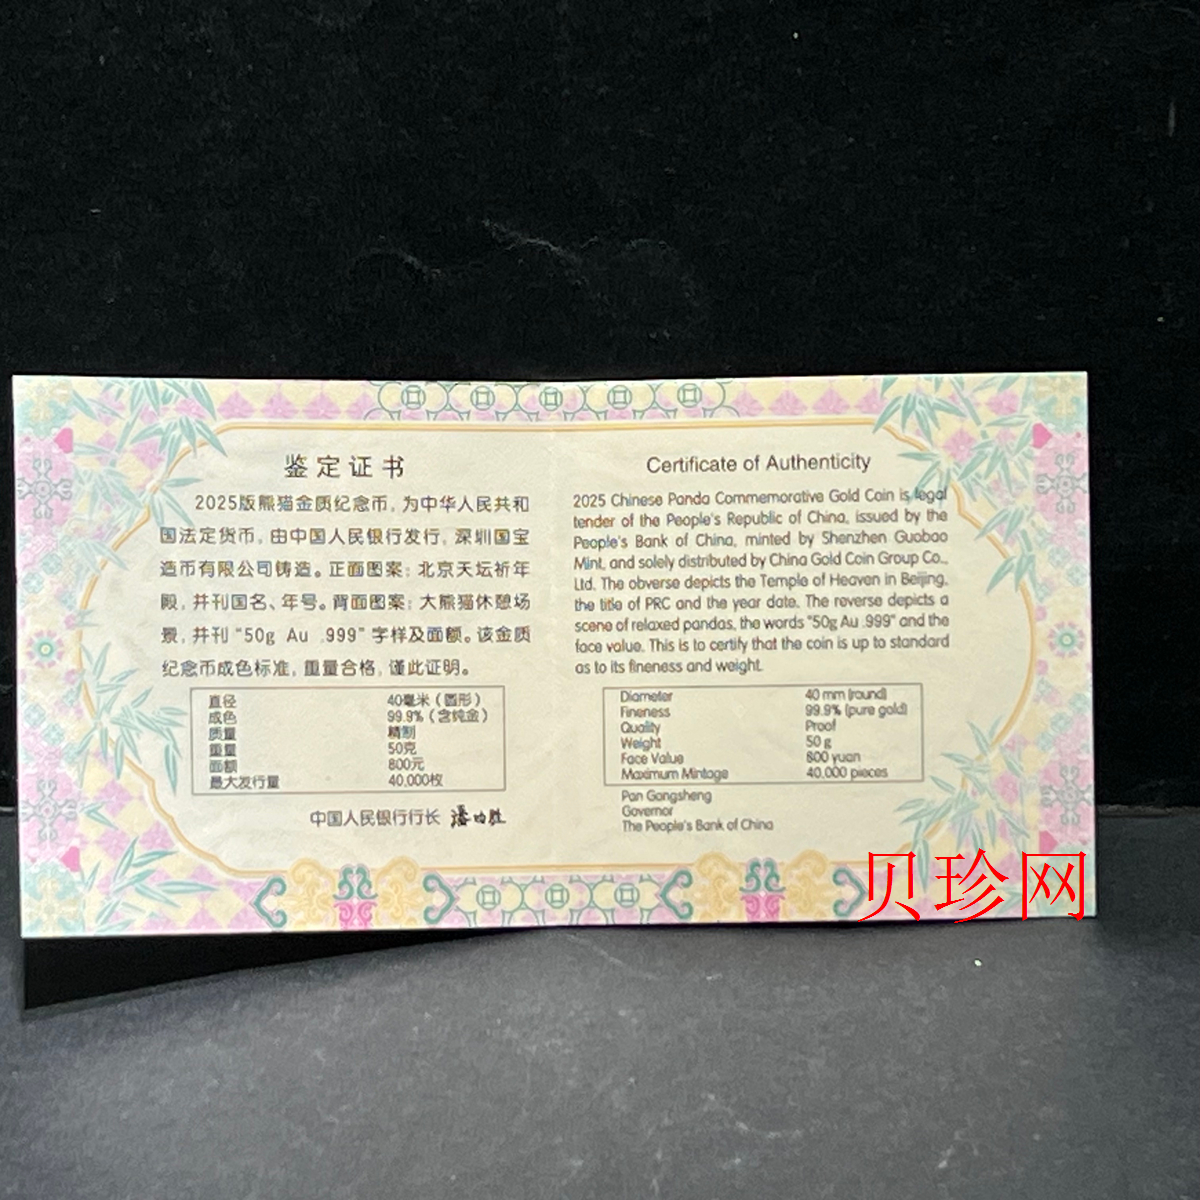 鉴定证书
2025版熊猫金质纪念币，为中华人民共和
国法定货币，由中国人民银行发行，深圳国宝
造币有限公司铸造。正面图案：北京天坛祈年
殿，并刊国名、年号。背面图案：大熊猫休憩场
景，并刊“50g Au .999”字样及面额。该金质
纪念币成色标准，重量合格，谨此证明。
直径 40毫米（圆形）
成色 99.9%（含纯金）
质量 精制
重量 50克
面额 800元
最大发行量 40,000枚
中国人民银行行长 潘功胜
Certificate of Authenticity
2025 Chinese Panda Commemorative Gold Coin is legal
tender of the People's Republic of China, issued by the
People's Bank of China, minted by Shenzhen Guobao
Mint, and solely distributed by China Gold Coin Group Co.,
Ltd. The obverse depicts the Temple of Heaven in Beijing,
the title of PRC and the year date. The reverse depicts a
scene of relaxed pandas, the words "50g Au .999" and the
face value. This is to certify that the coin is up to standard
as to its fineness and weight.
Diameter 40 mm (round)
Fineness 99.9% (pure gold)
Quality Proof
Weight 50 g
Face Value 800 yuan
Maximum Mintage 40,000 pieces
Pan Gongsheng
Governor
The People's Bank of China
贝珍网